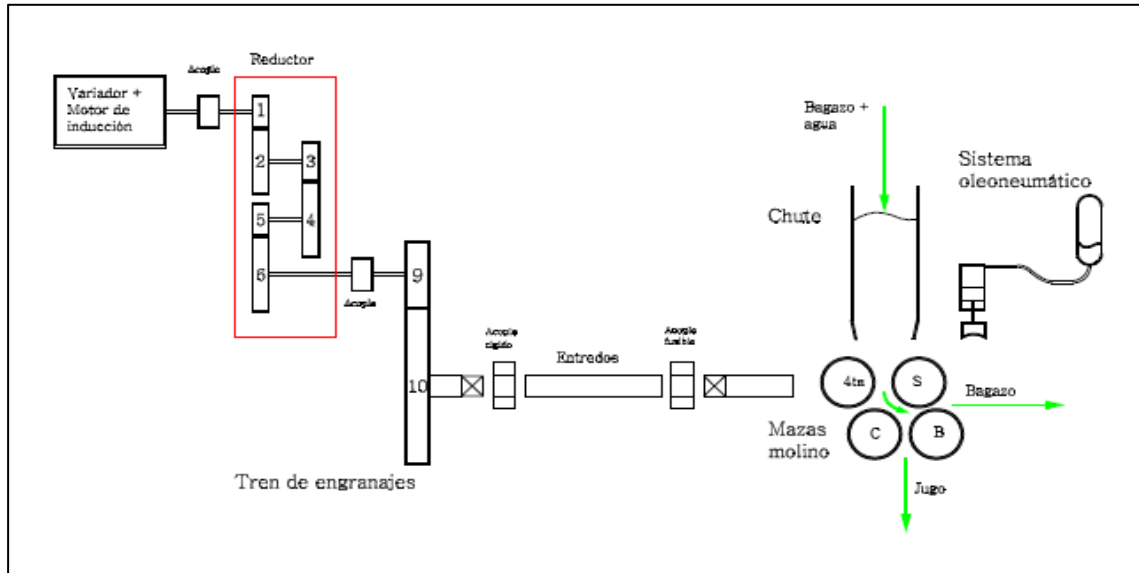 Reductor
Acople
Variador +
Motor de
inducción
1
2
3
5
4
6
Acople
9
10
Tren de engranajes
Acople
rígido
Entredos
Acople
fusible
Bagazo +
agua
Chute
Sistema
oleoneumático
4tm
S
Bagazo
C
B
Mazas
molino
Jugo